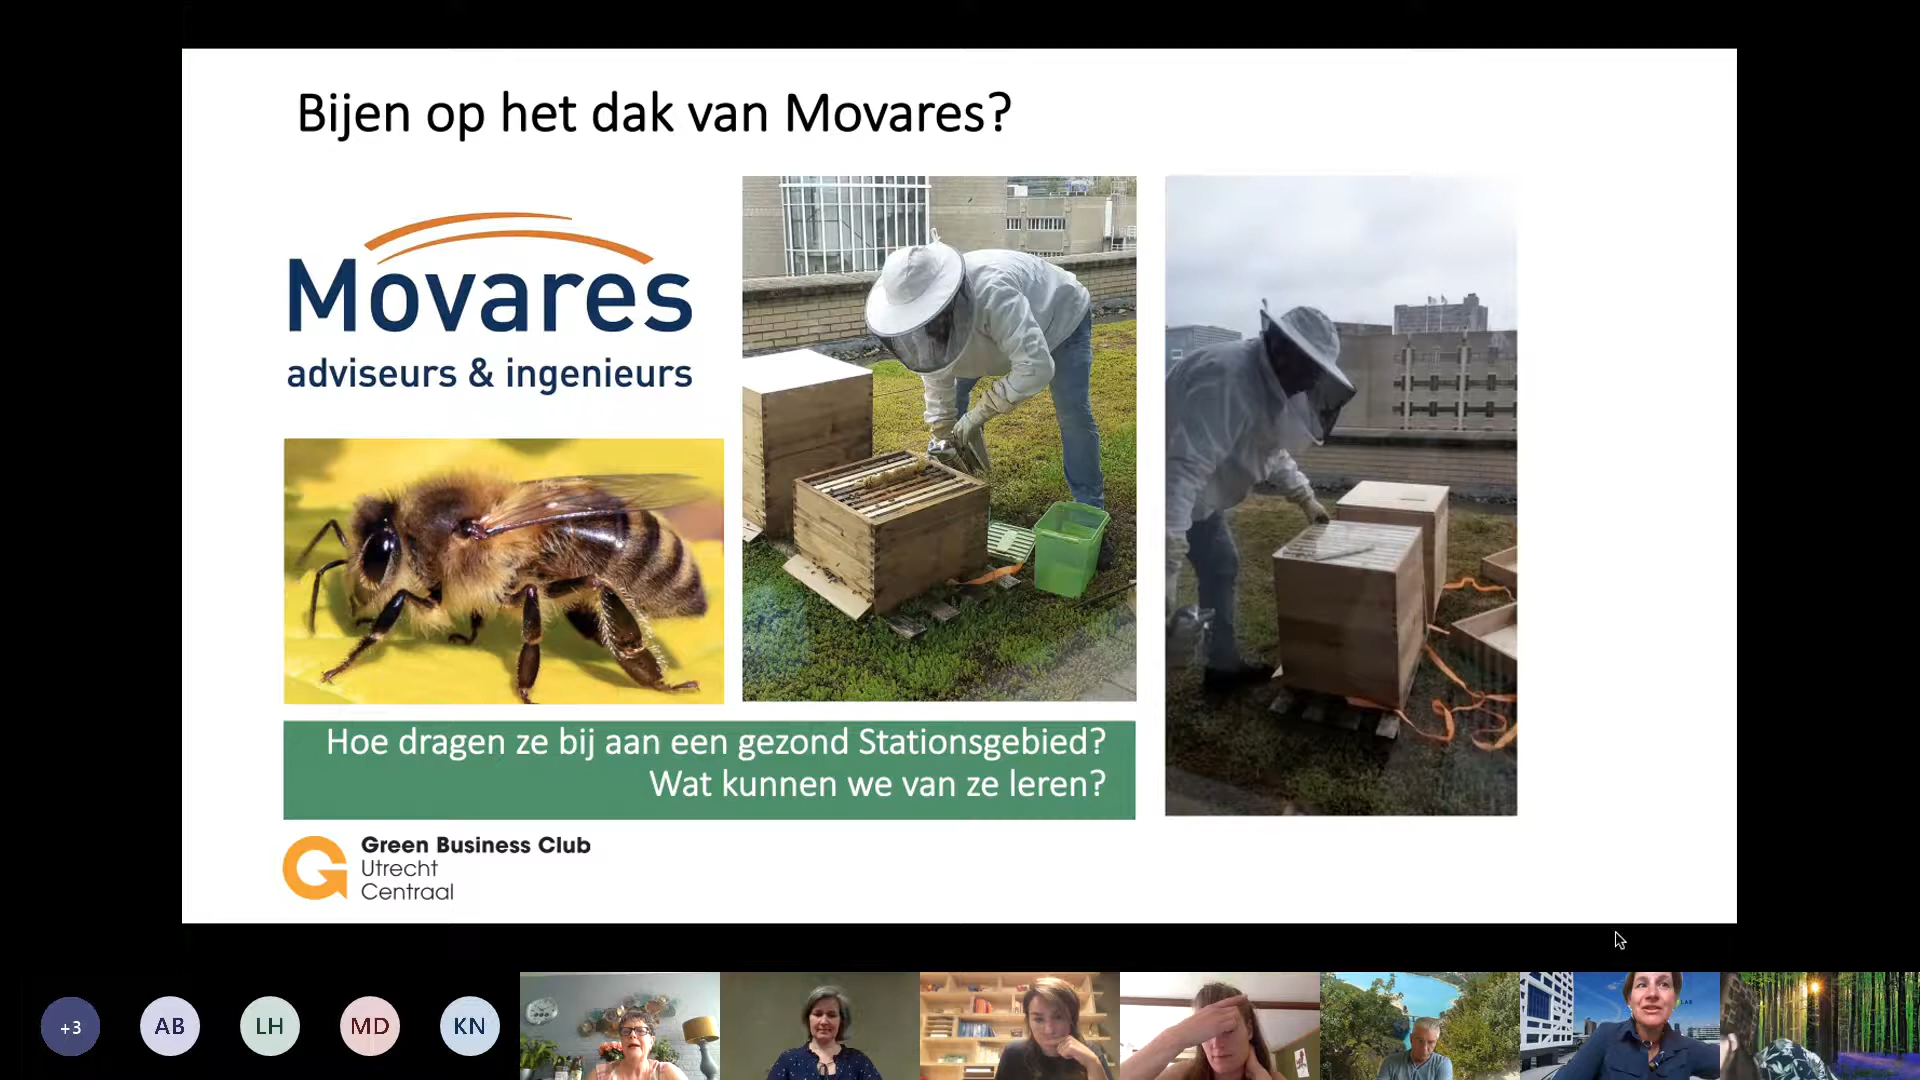 Bijen op het dak van Movares?
Movares
adviseurs & ingenieurs
Hoe dragen ze bij aan een gezond Stationsgebied?
Wat kunnen we van ze leren?
Green Business Club
Utrecht
Centraal
+3
AB
LH
MD
KN
LAB